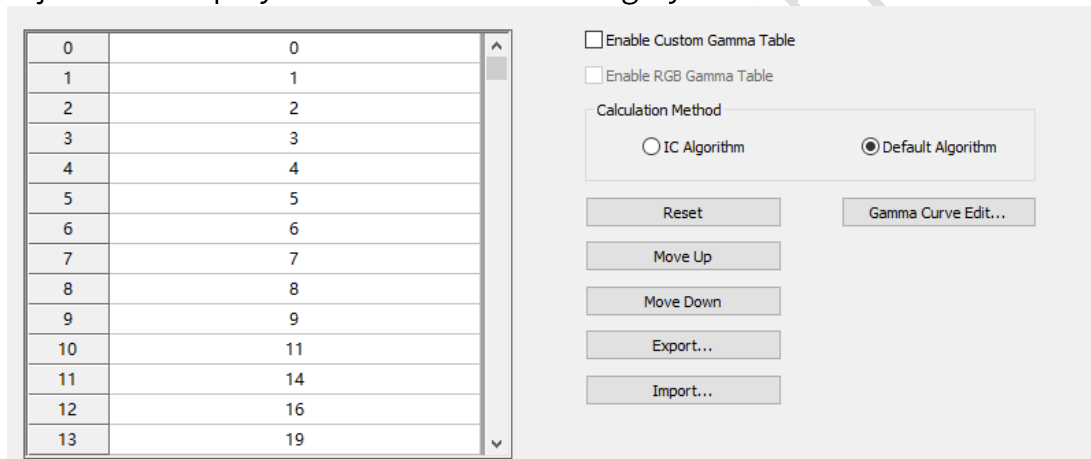 0 0
1 1
2 2
3 3
4 4
5 5
6 6
7 7
8 8
9 9
10 11
11 14
12 16
13 19
Enable Custom Gamma Table
Enable RGB Gamma Table
Calculation Method
IC Algorithm Default Algorithm
Reset Gamma Curve Edit...
Move Up
Move Down
Export...
Import...